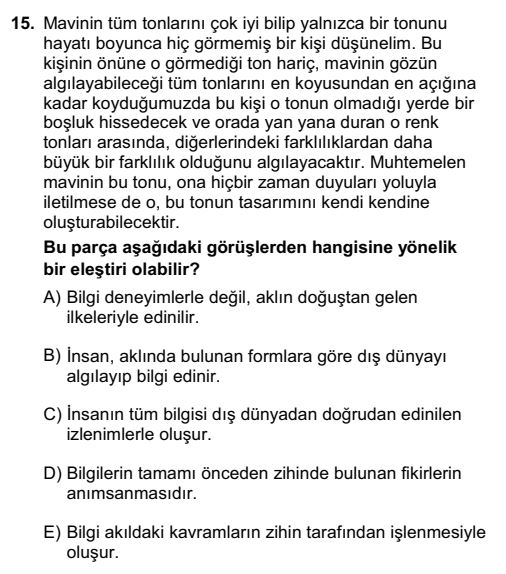 15. Mavinin tüm tonlarını çok iyi bilip yalnızca bir tonunu
hayatı boyunca hiç görmemiş bir kişi düşünelim. Bu
kişinin önüne o görmediği ton hariç, mavinin gözün
algılayabileceği tüm tonlarını en koyusundan en açığına
kadar koyduğumuzda bu kişi o tonun olmadığı yerde bir
boşluk hissedecek ve orada yan yana duran o renk
tonları arasında, diğerlerindeki farklılıklardan daha
büyük bir farklılık olduğunu algılayacaktır. Muhtemelen
mavinin bu tonu, ona hiçbir zaman duyuları yoluyla
iletilmese de o, bu tonun tasarımını kendi kendine
oluşturabilecektir.
Bu parça aşağıdaki görüşlerden hangisine yönelik
bir eleştiri olabilir?
A) Bilgi deneyimlerle değil, aklın doğuştan gelen
ilkeleriyle edinilir.
B) İnsan, aklında bulunan formlara göre dış dünyayı
algılayıp bilgi edinir.
C) İnsanın tüm bilgisi dış dünyadan doğrudan edinilen
izlenimlerle oluşur.
D) Bilgilerin tamamı önceden zihinde bulunan fikirlerin
anımsanmasıdır.
E) Bilgi akıldaki kavramların zihin tarafından işlenmesiyle
oluşur.